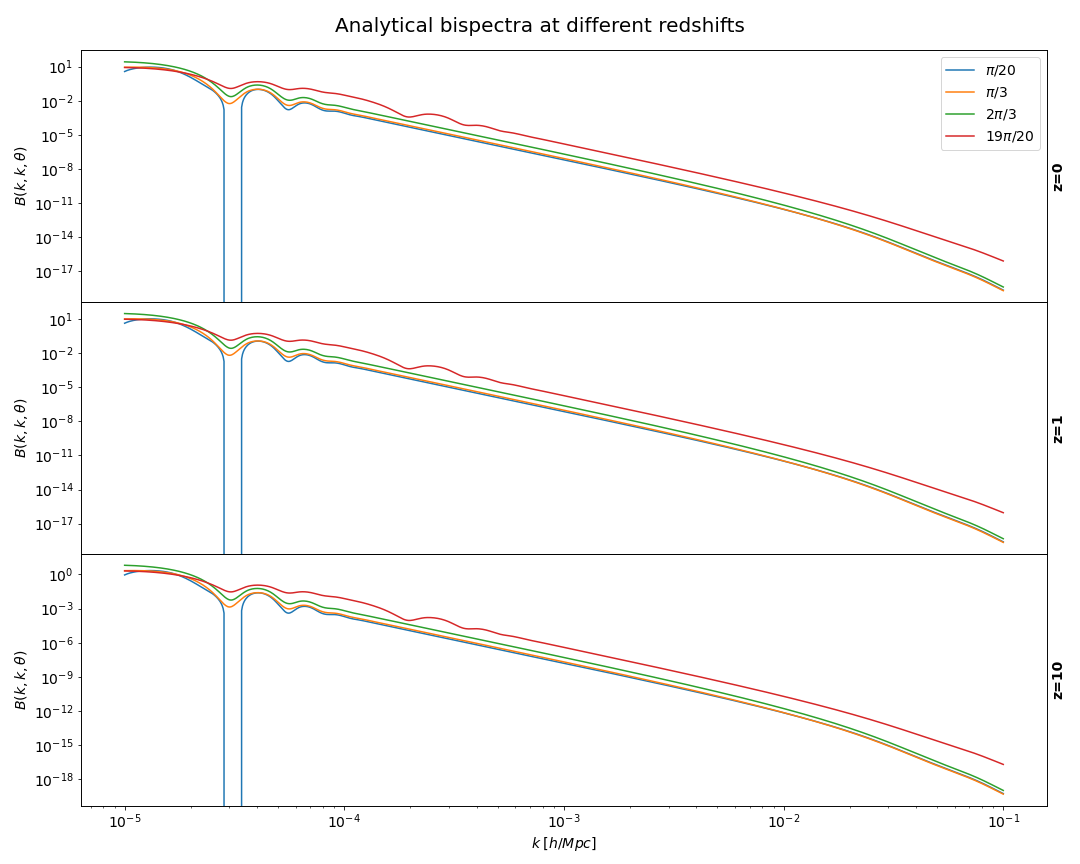 Analytical bispectra at different redshifts
10^1
10^-2
10^-5
10^-8
10^-11
10^-14
10^-17
B(k, k, θ)
π/20
π/3
2π/3
19π/20
z=0
10^1
10^-2
10^-5
10^-8
10^-11
10^-14
10^-17
B(k, k, θ)
z=1
10^0
10^-3
10^-6
10^-9
10^-12
10^-15
10^-18
B(k, k, θ)
z=10
10^-5 10^-4 10^-3 10^-2 10^-1
k [h/Mpc]